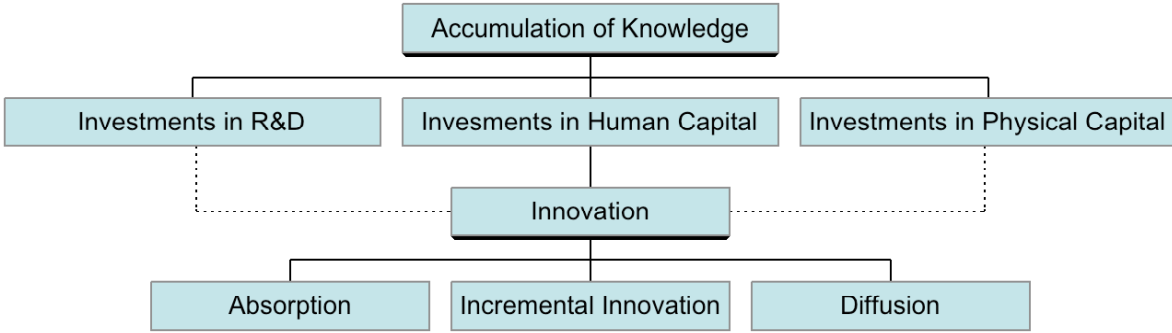 Accumulation of Knowledge
Investments in R&D
Invesments in Human Capital
Investments in Physical Capital
Innovation
Absorption
Incremental Innovation
Diffusion